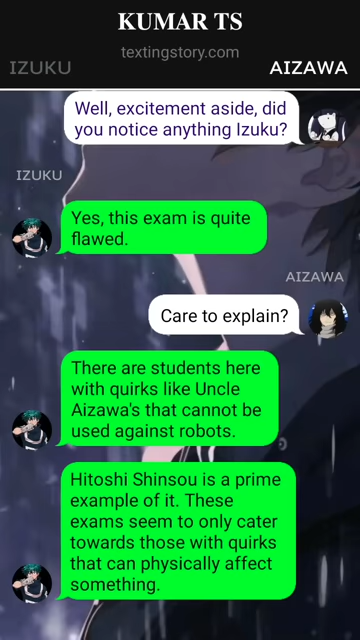 KUMAR TS
textingstory.com
IZUKU
AIZAWA
Well, excitement aside, did
you notice anything Izuku?
IZUKU
Yes, this exam is quite
flawed.
AIZAWA
Care to explain?
There are students here
with quirks like Uncle
Aizawa's that cannot be
used against robots.
Hitoshi Shinsou is a prime
example of it. These
exams seem to only cater
towards those with quirks
that can physically affect
something.